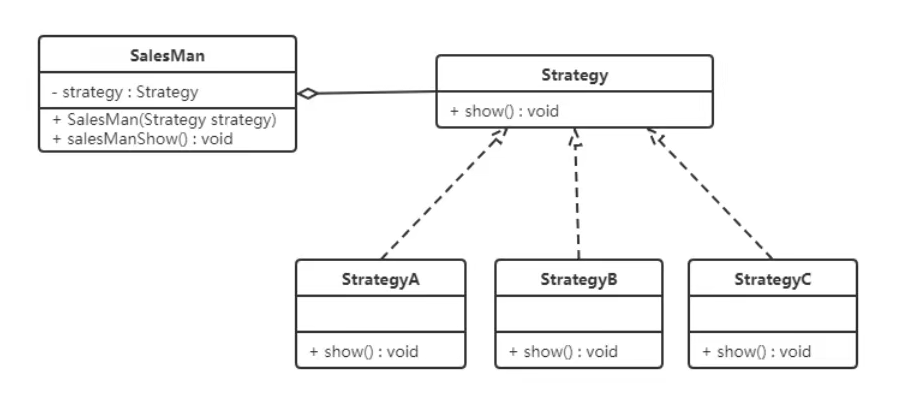 SalesMan
- strategy : Strategy
+ SalesMan(Strategy strategy)
+ salesManShow() : void
Strategy
+ show() : void
StrategyA
+ show() : void
StrategyB
+ show() : void
StrategyC
+ show() : void